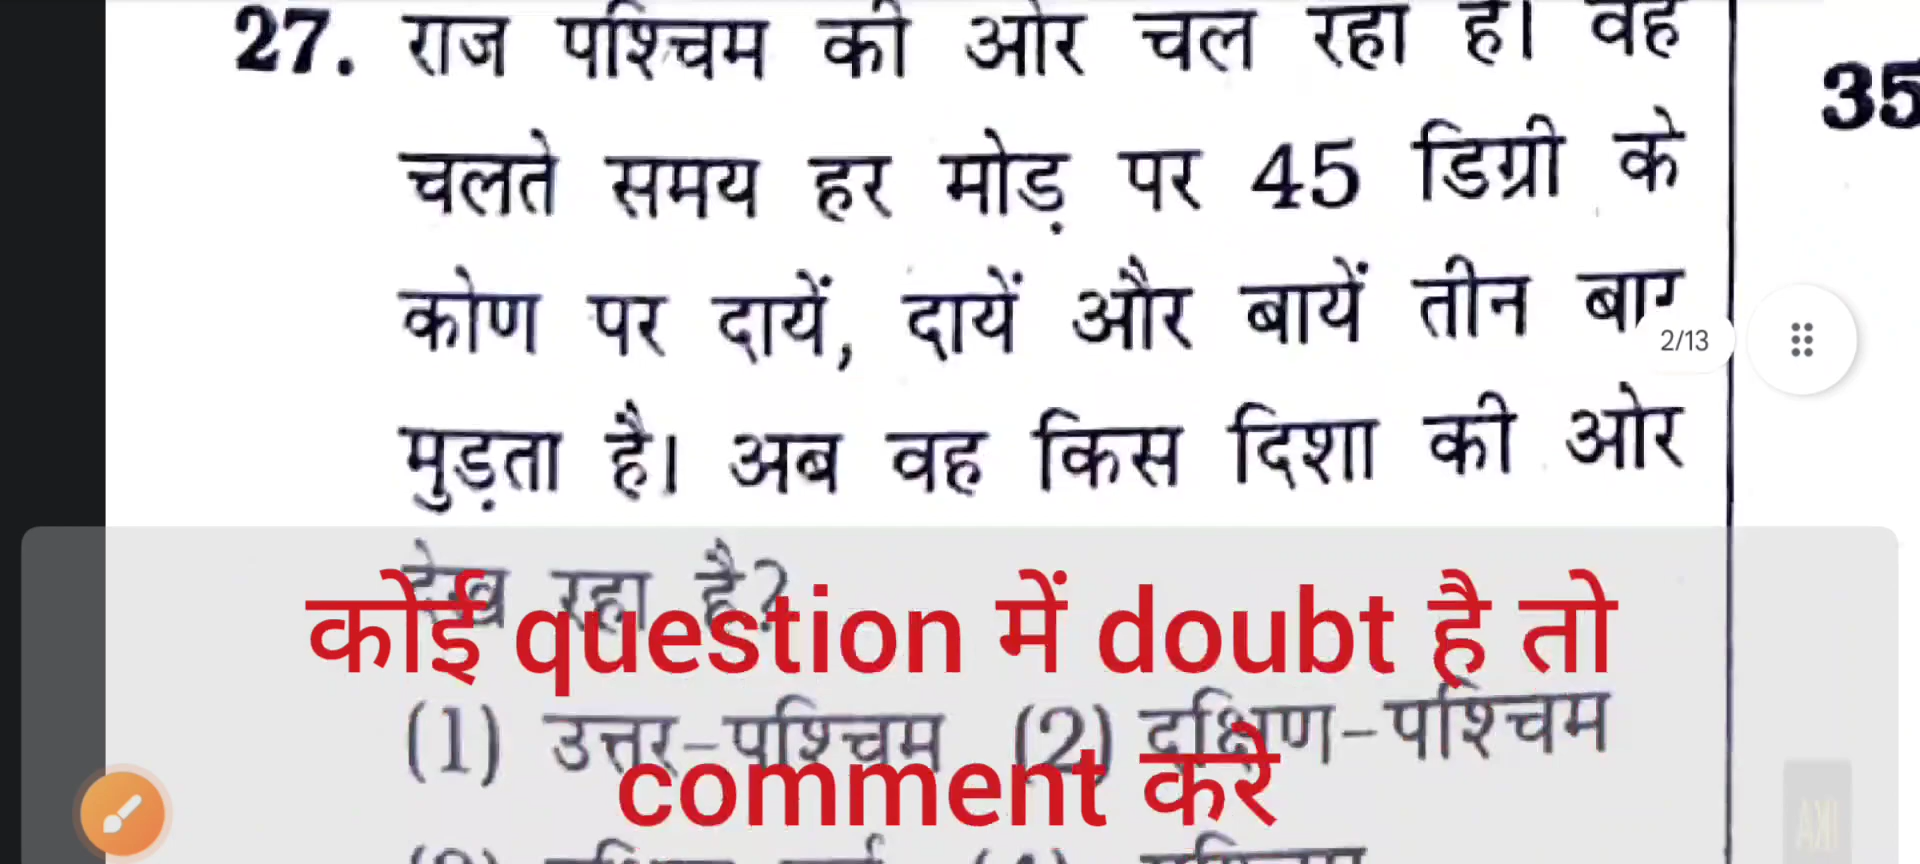 27. राज पश्चिम की ओर चल रहा है। वह
35
चलते समय हर मोड़ पर 45 डिग्री के
कोण पर दायें, दायें और बायें तीन बार
2/13
मुड़ता है। अब वह किस दिशा की ओर
देख रहा है?
कोई question में doubt है तो
(1) उत्तर-पश्चिम (2) दक्षिण-पश्चिम
comment करे